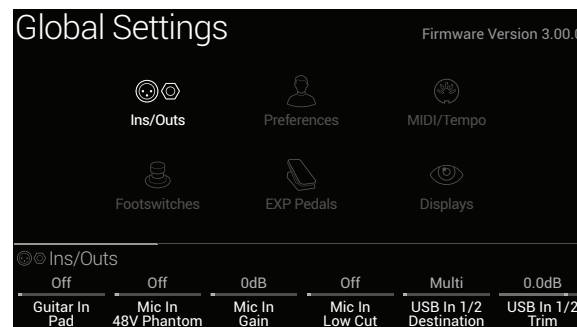 Global Settings
Firmware Version 3.00.0
Ins/Outs
Preferences
MIDI/Tempo
Footswitches
EXP Pedals
Displays
Ins/Outs
Off
Off
0dB
Off
Multi
0.0dB
Guitar In
Pad
Mic In
48V Phantom
Mic In
Gain
Mic In
Low Cut
USB In 1/2
Destination
USB In 1/2
Trim